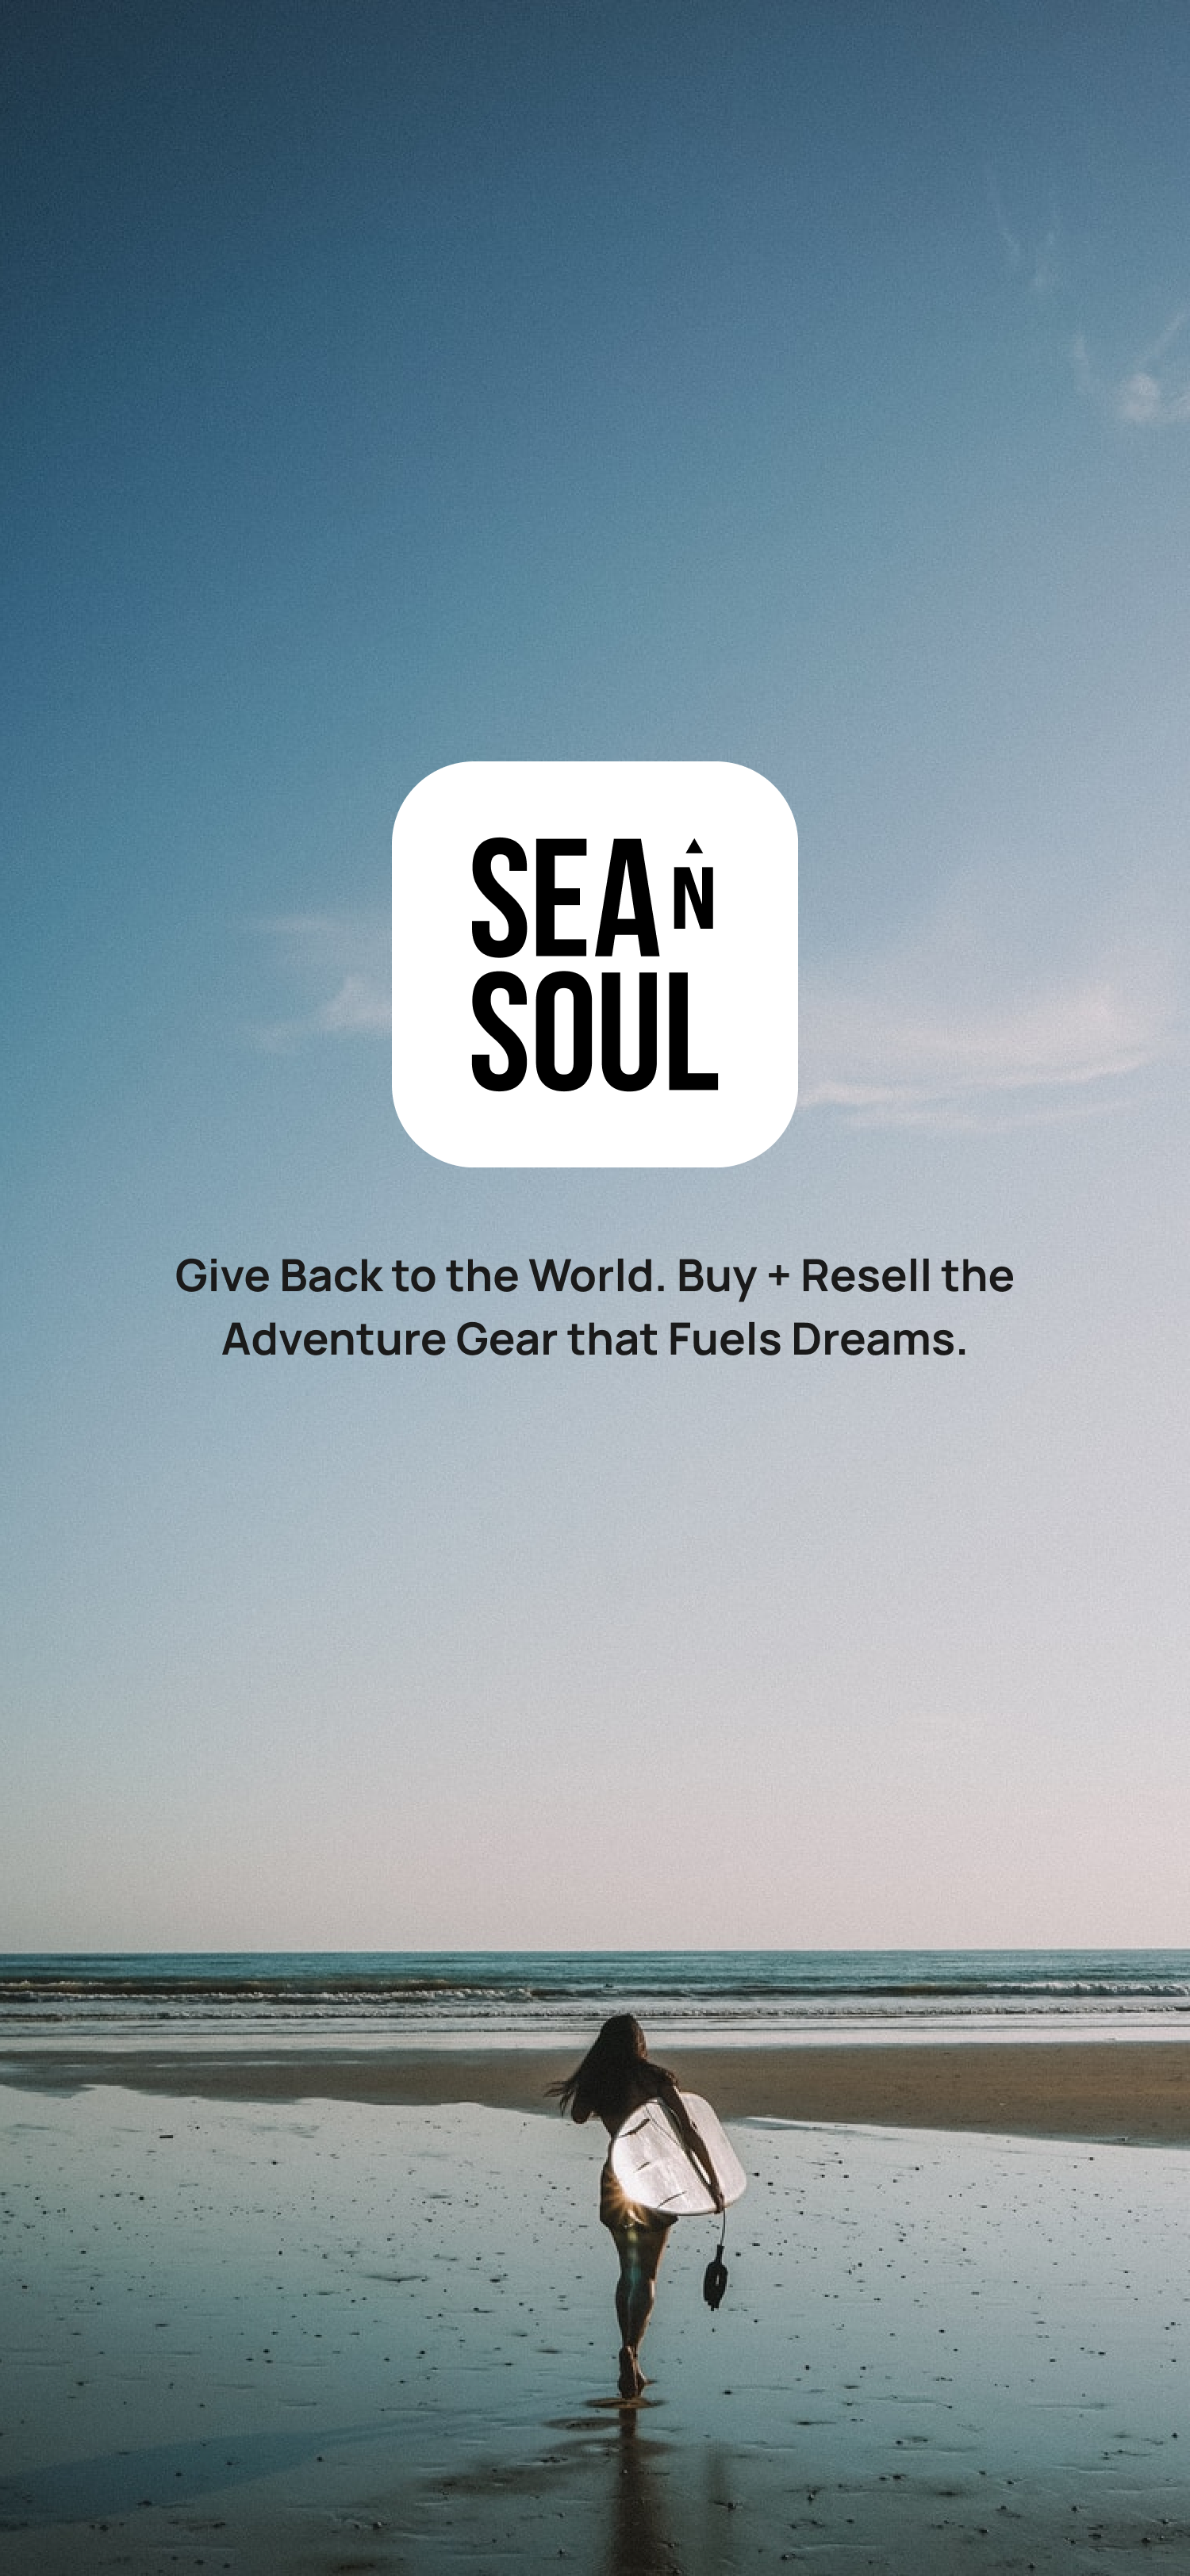 SEA N
SOUL
Give Back to the World. Buy + Resell the
Adventure Gear that Fuels Dreams.